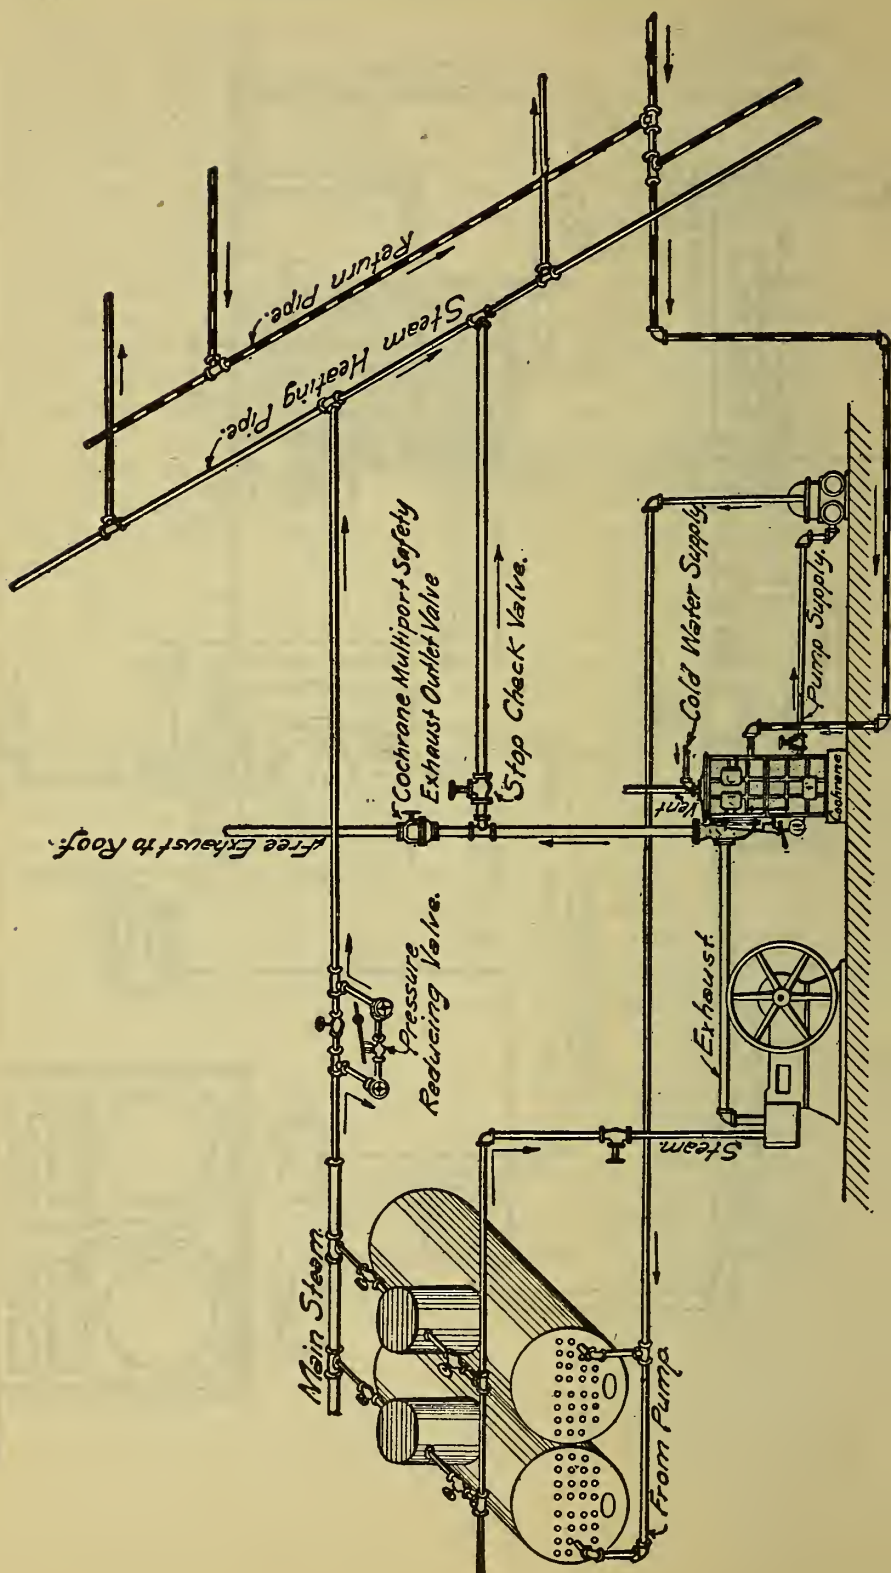 Return Pipe.
Steam Heating Pipe.
Free Exhaust to Roof.
Cochrane Multiport Safety
Exhaust Outlet Valve
Stop Check Valve.
Main Steam.
Pressure
Reducing Valve.
Vent
Cold Water Supply.
Pump Supply.
Cochrane
Exhaust.
Steam.
From Pump.